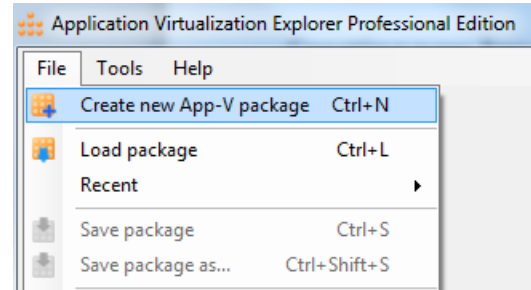 Application Virtualization Explorer Professional Edition
File Tools Help
Create new App-V package Ctrl+N
Load package Ctrl+L
Recent
Save package Ctrl+S
Save package as... Ctrl+Shift+S